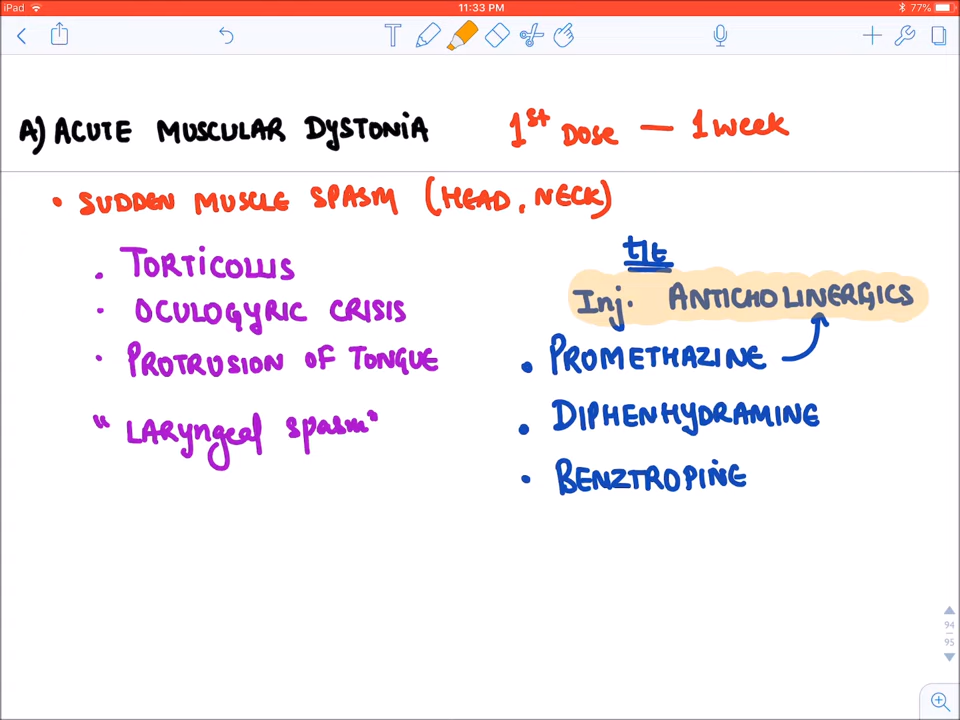 iPad
11:33 PM
77%
T
A) ACUTE MUSCULAR DYSTONIA 1st DOSE — 1 week
• SUDDEN MUSCLE SPASM (HEAD, NECK)
. TORTICOLLIS
· OCULOGYRIC CRISIS
· PROTRUSION OF TONGUE
" LARyngeal spasm"
t/t
Inj. ANTICHOLINERGICS
• PROMETHAZINE
• DIPHENHYDRAMINE
• BENZTROPINE
94
95